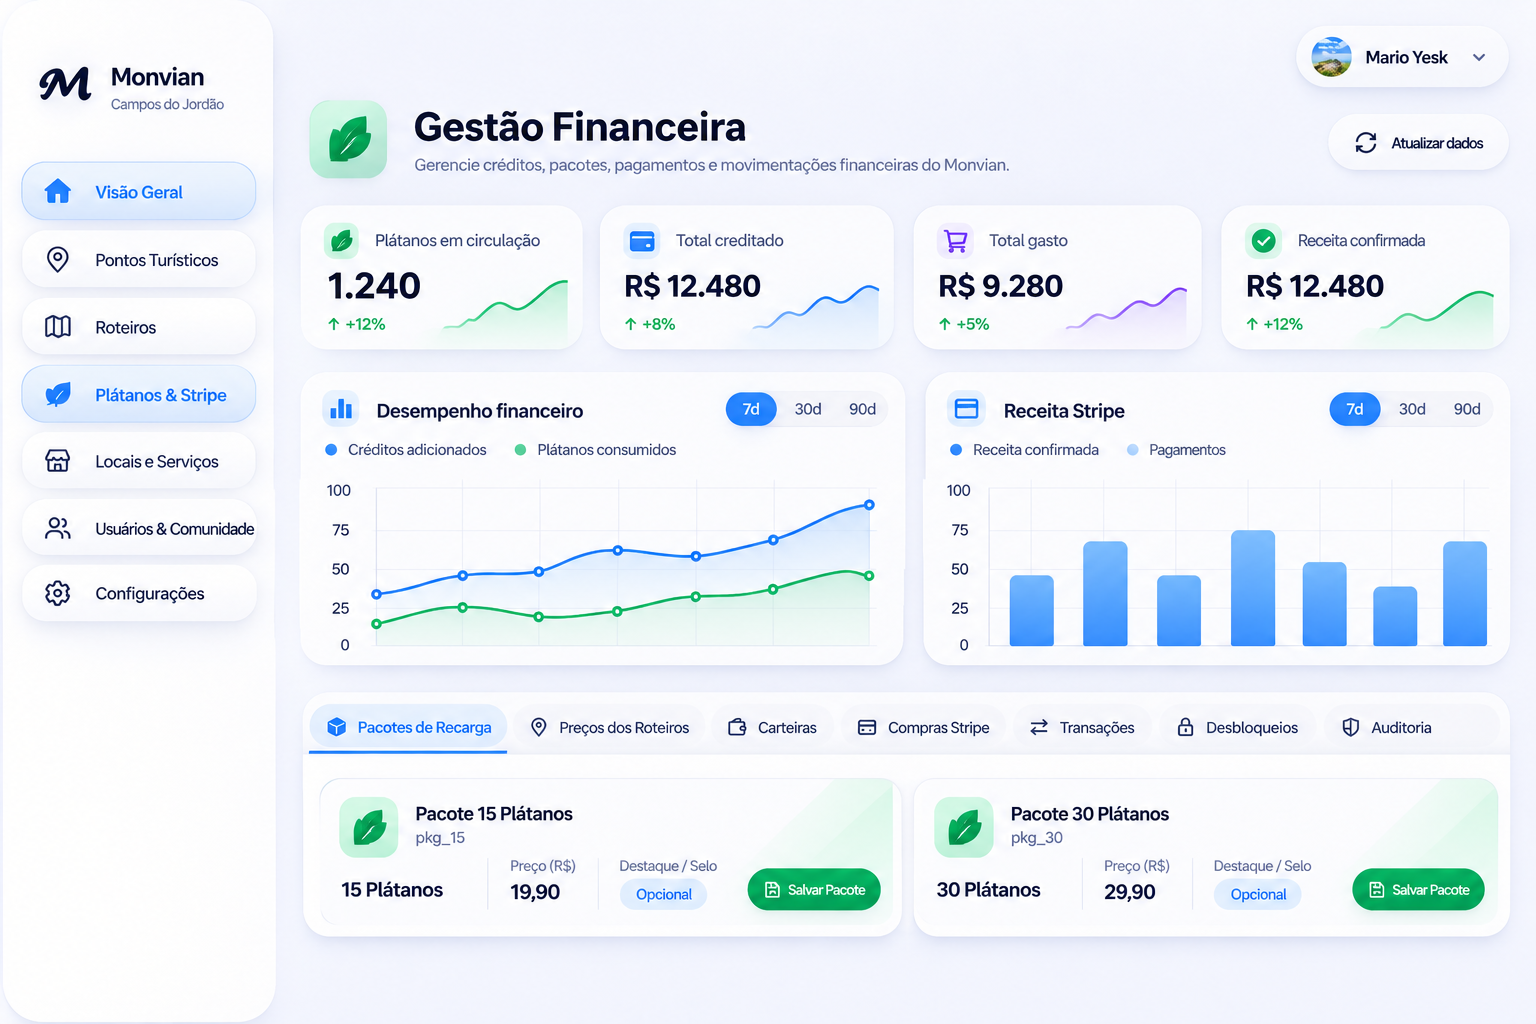 M Monvian
Campos do Jordão
Visão Geral
Pontos Turísticos
Roteiros
Plátanos & Stripe
Locais e Serviços
Usuários & Comunidade
Configurações
Mario Yesk
Gestão Financeira
Gerencie créditos, pacotes, pagamentos e movimentações financeiras do Monvian.
Atualizar dados
Plátanos em circulação
1.240
+12%
Total creditado
R$ 12.480
+8%
Total gasto
R$ 9.280
+5%
Receita confirmada
R$ 12.480
+12%
Desempenho financeiro
7d 30d 90d
Créditos adicionados Plátanos consumidos
100
75
50
25
0
Receita Stripe
7d 30d 90d
Receita confirmada Pagamentos
100
75
50
25
0
Pacotes de Recarga Preços dos Roteiros Carteiras Compras Stripe Transações Desbloqueios Auditoria
Pacote 15 Plátanos
pkg_15
15 Plátanos
Preço (R$)
19,90
Destaque / Selo
Opcional
Salvar Pacote
Pacote 30 Plátanos
pkg_30
30 Plátanos
Preço (R$)
29,90
Destaque / Selo
Opcional
Salvar Pacote